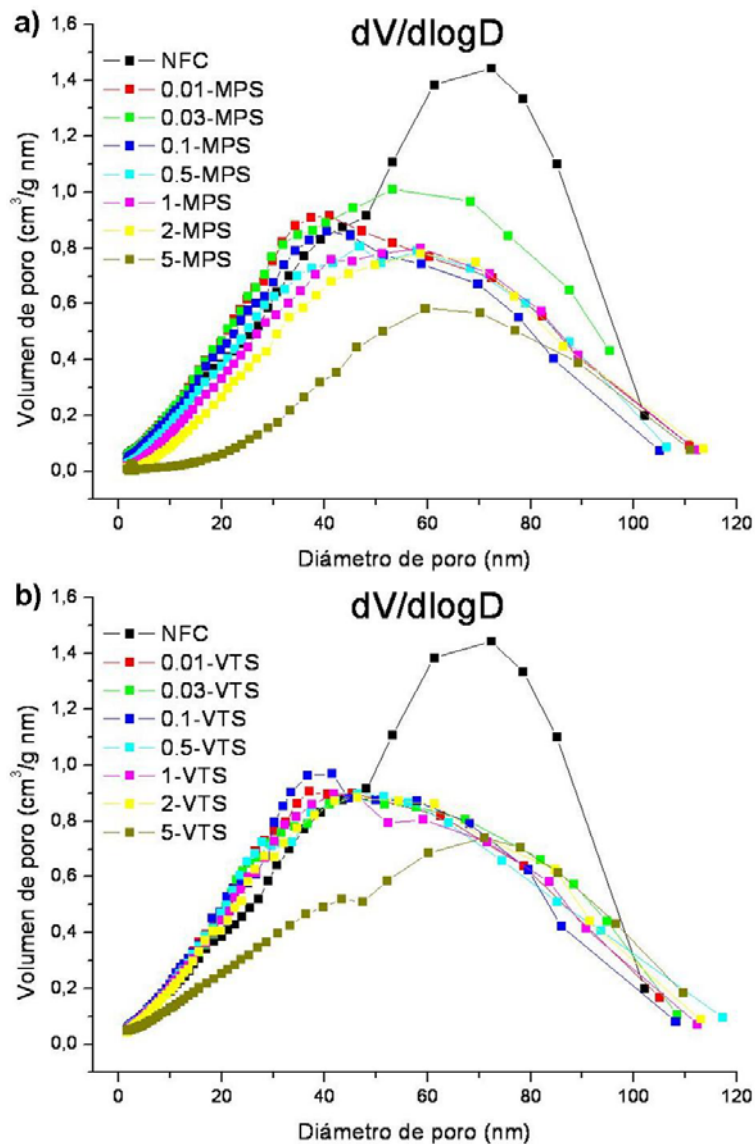 a)
dV/dlogD
NFC
0.01-MPS
0.03-MPS
0.1-MPS
0.5-MPS
1-MPS
2-MPS
5-MPS
Volumen de poro (cm³/g nm)
1,6
1,4
1,2
1,0
0,8
0,6
0,4
0,2
0,0
0 20 40 60 80 100 120
Diámetro de poro (nm)
b)
dV/dlogD
NFC
0.01-VTS
0.03-VTS
0.1-VTS
0.5-VTS
1-VTS
2-VTS
5-VTS
Volumen de poro (cm³/g nm)
1,6
1,4
1,2
1,0
0,8
0,6
0,4
0,2
0,0
0 20 40 60 80 100 120
Diámetro de poro (nm)